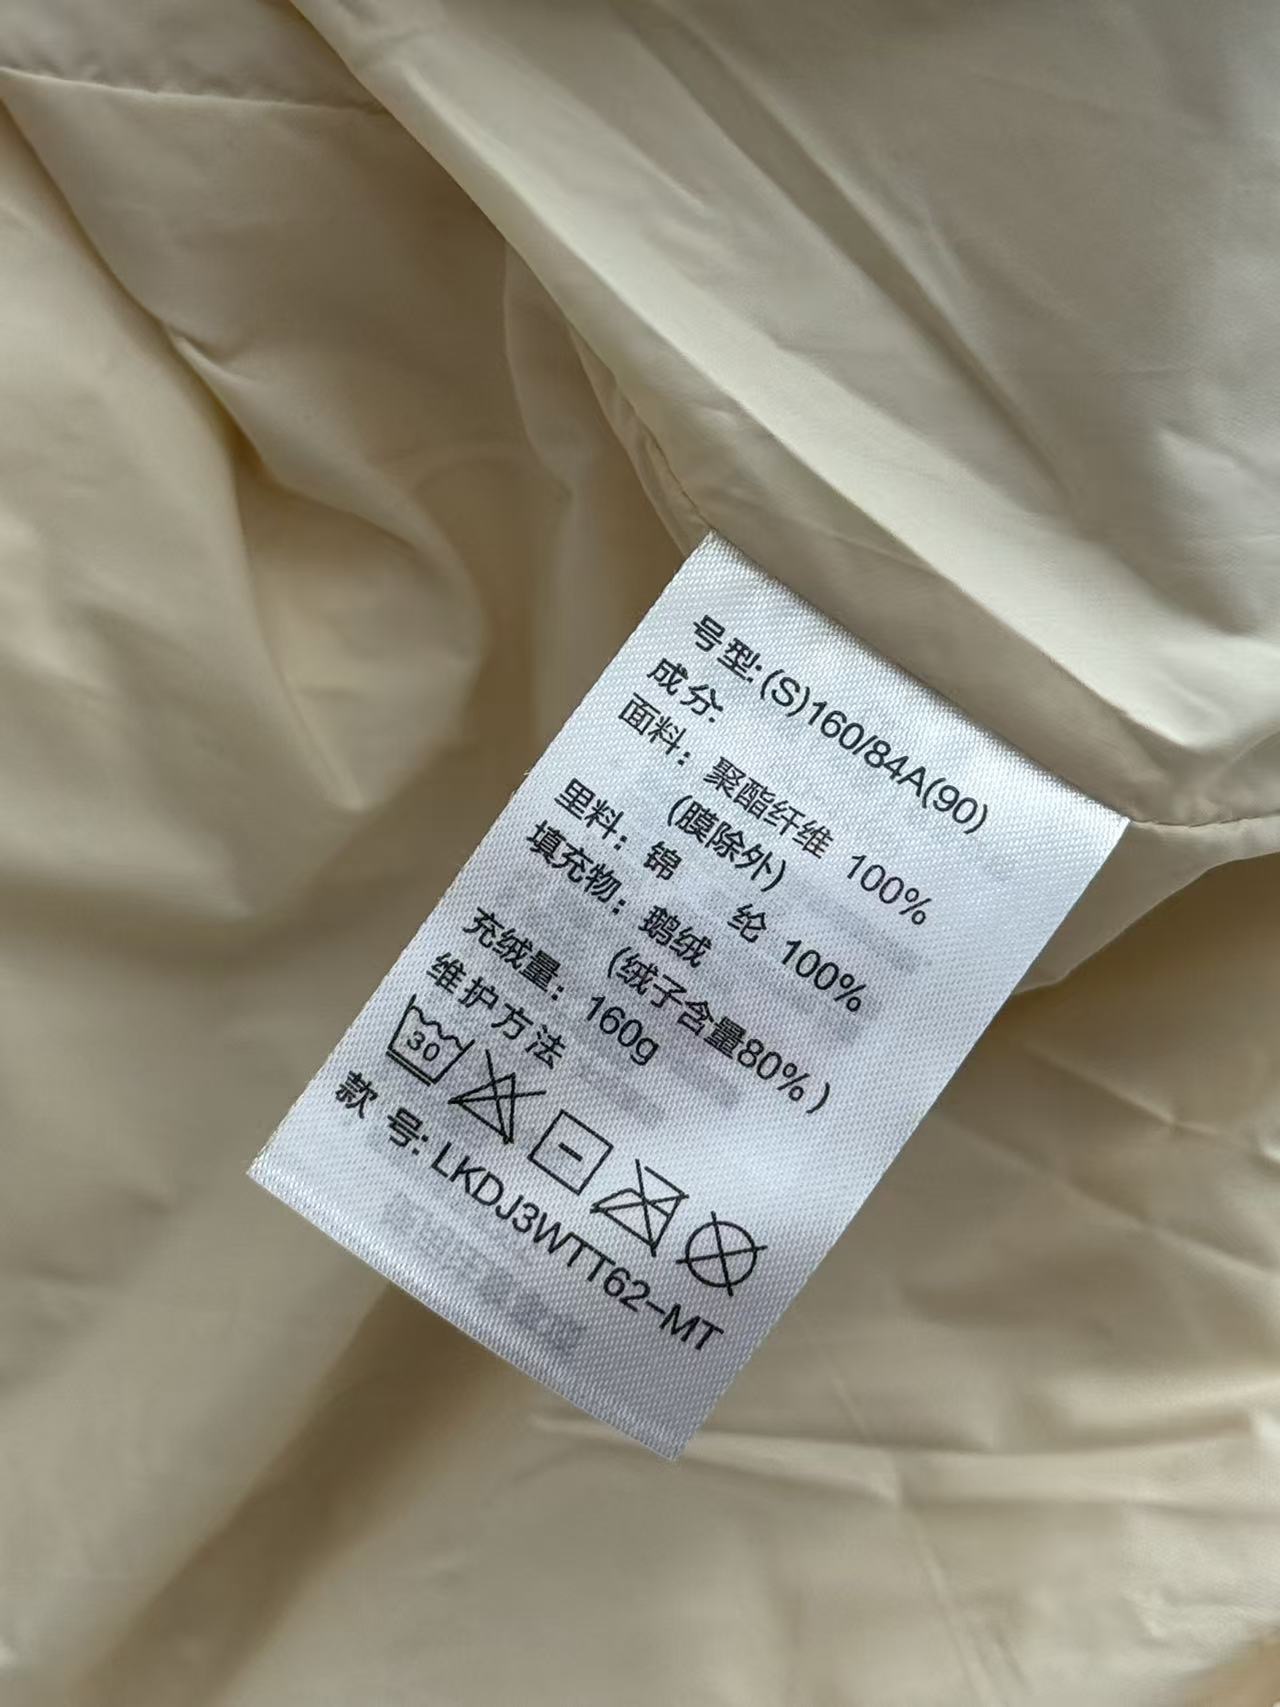 号型:(S)160/84A(90)
成分:
面料：聚酯纤维 100%
(膜除外)
里料：锦 纶 100%
填充物：鹅绒
(绒子含量80%)
充绒量：160g
维护方法
30
款 号: LKDJ3WTT62-MT